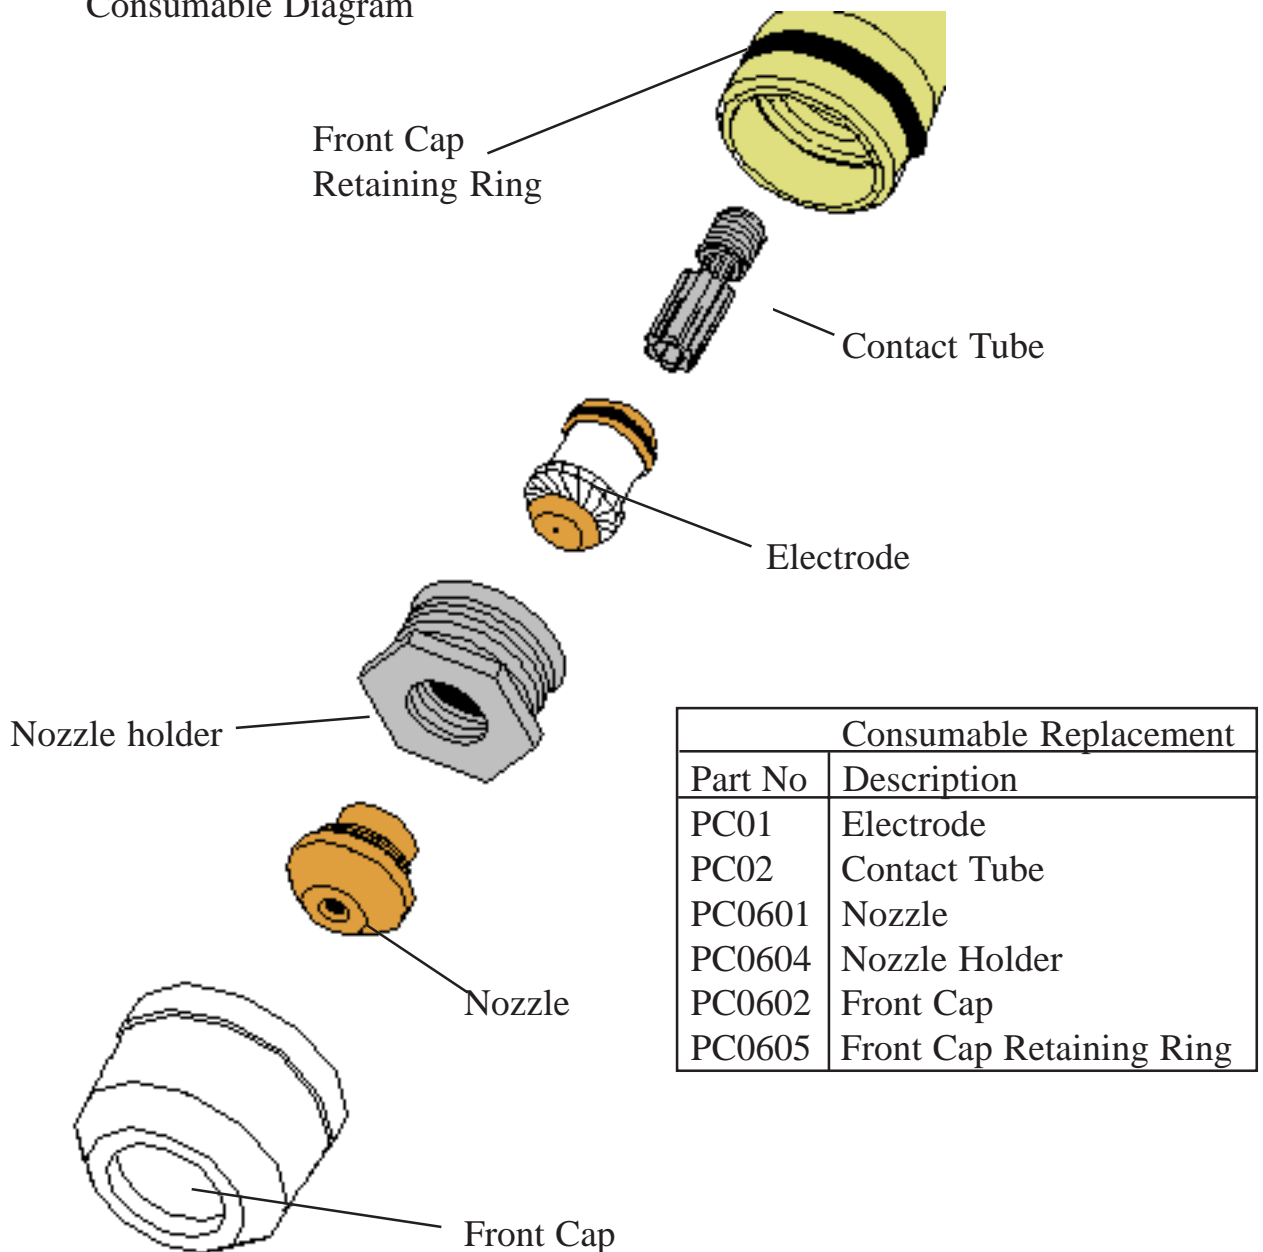 Consumable Diagram
Front Cap
Retaining Ring
Contact Tube
Electrode
Nozzle holder
Nozzle
Front Cap
Consumable Replacement
Part No Description
PC01 Electrode
PC02 Contact Tube
PC0601 Nozzle
PC0604 Nozzle Holder
PC0602 Front Cap
PC0605 Front Cap Retaining Ring